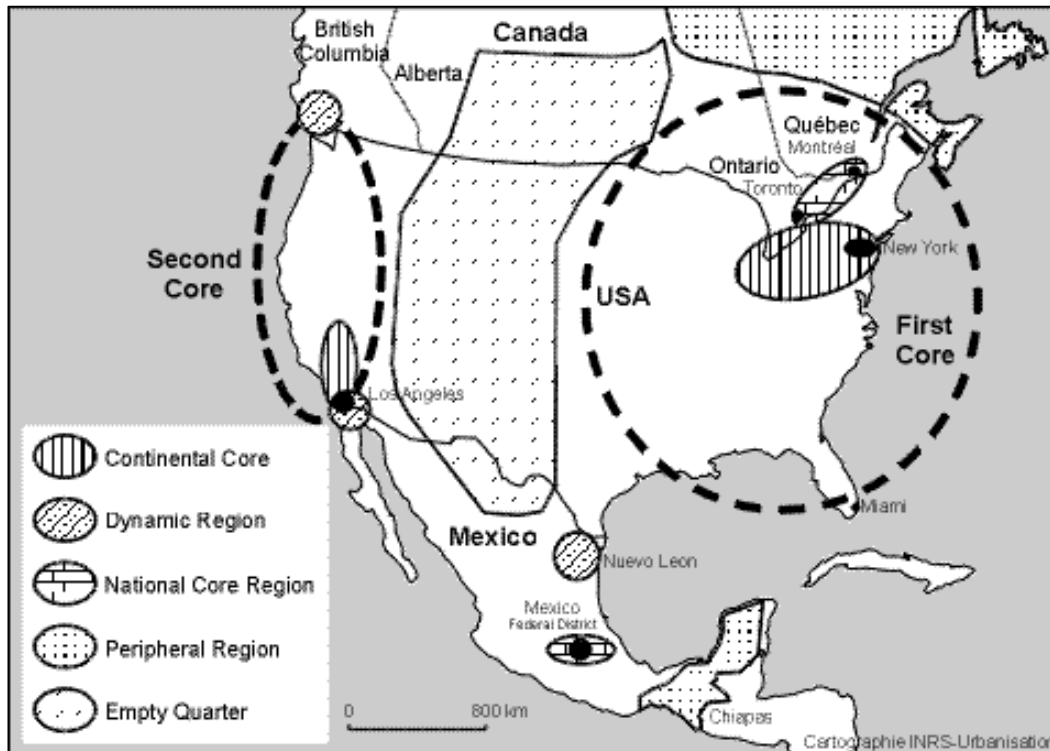 British
Columbia
Canada
Alberta
Québec
Montréal
Ontario
Toronto
Second
Core
New York
USA
First
Core
Los Angeles
Continental Core
Dynamic Region
National Core Region
Peripheral Region
Empty Quarter
Miami
Mexico
Nuevo Leon
Mexico
Federal District
0 800 km
Chiapas
Cartographie INRS-Urbanisation